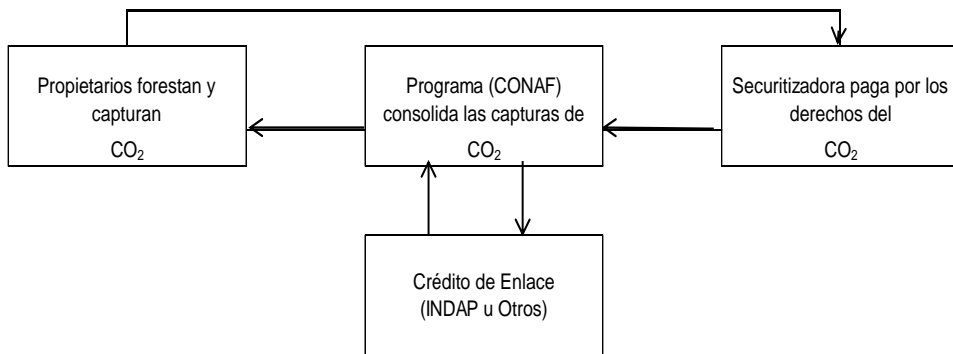 Propietarios forestan y
capturan
CO₂
Programa (CONAF)
consolida las capturas de
CO₂
Securitizadora paga por los
derechos del
CO₂
Crédito de Enlace
(INDAP u Otros)